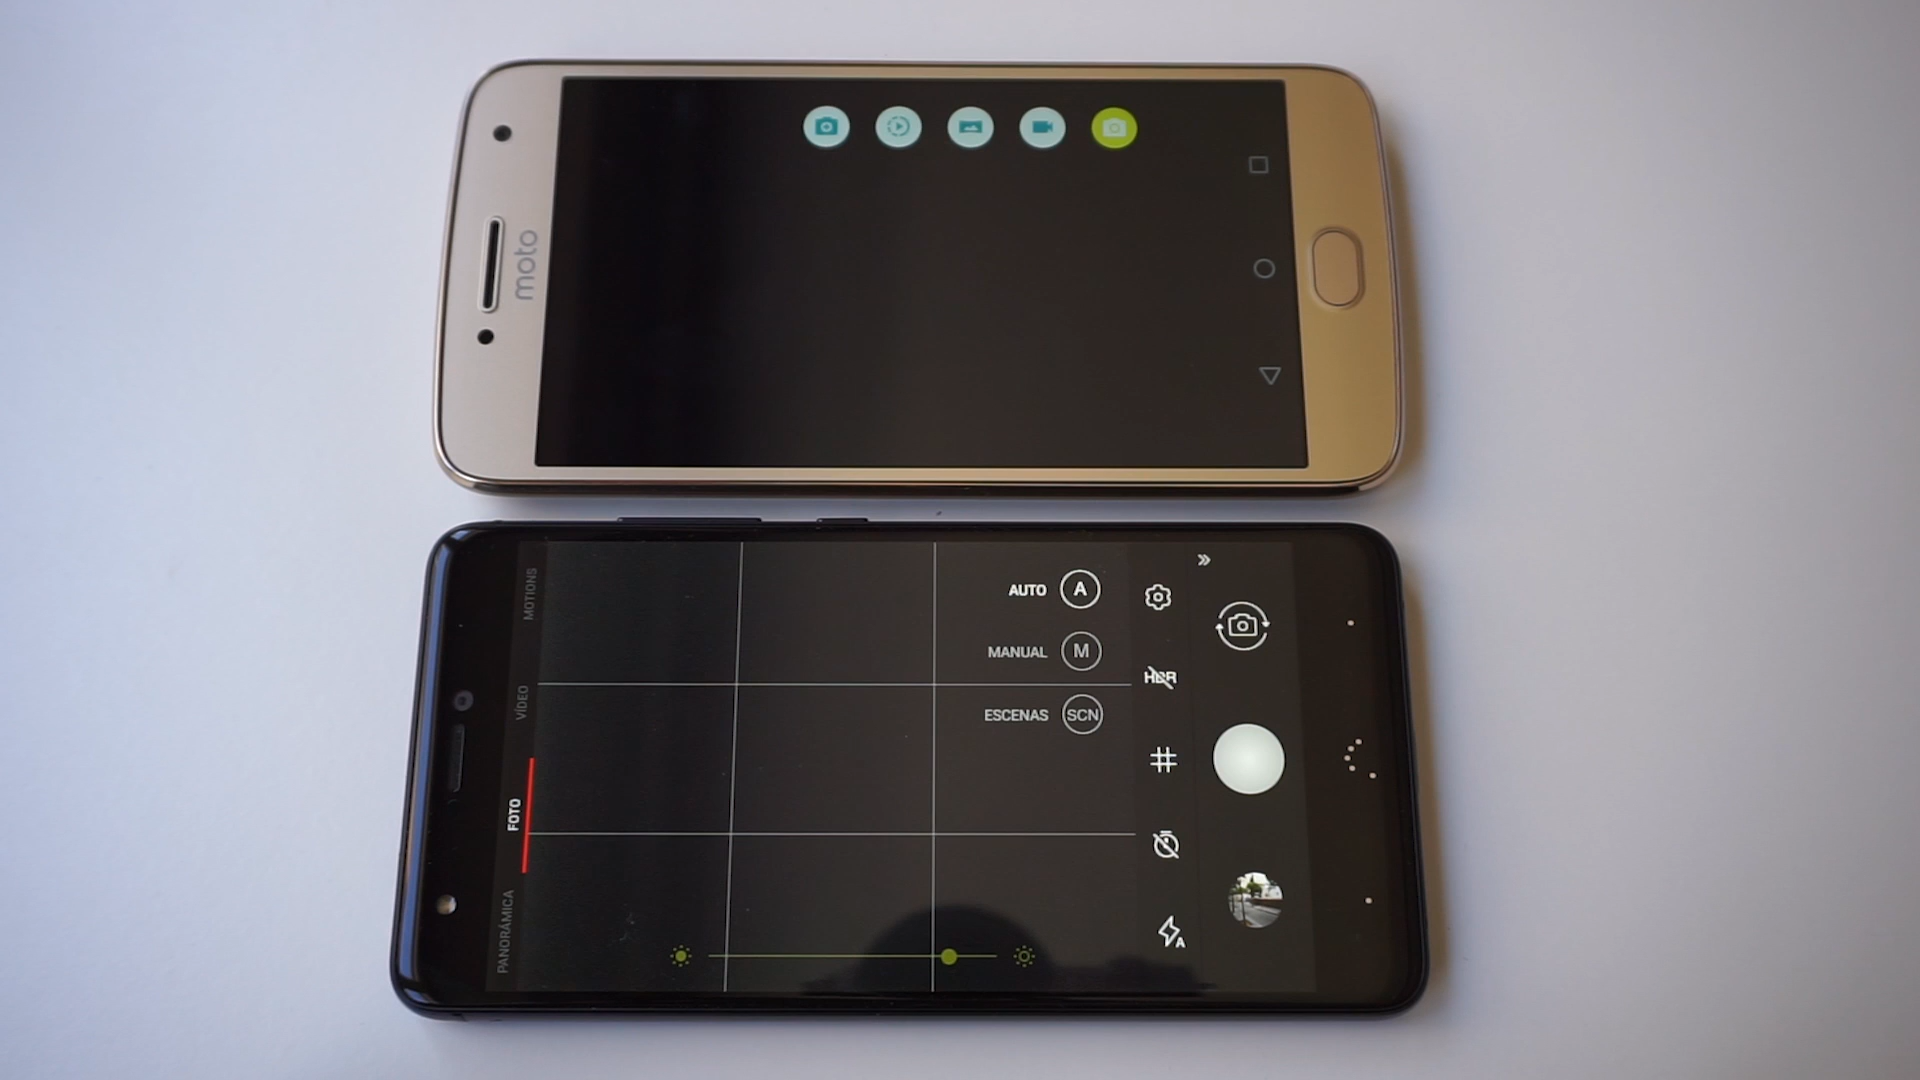 moto
MOTIONS
VÍDEO
FOTO
PANORÁMICA
AUTO A
MANUAL M
ESCENAS SCN
HDR
A